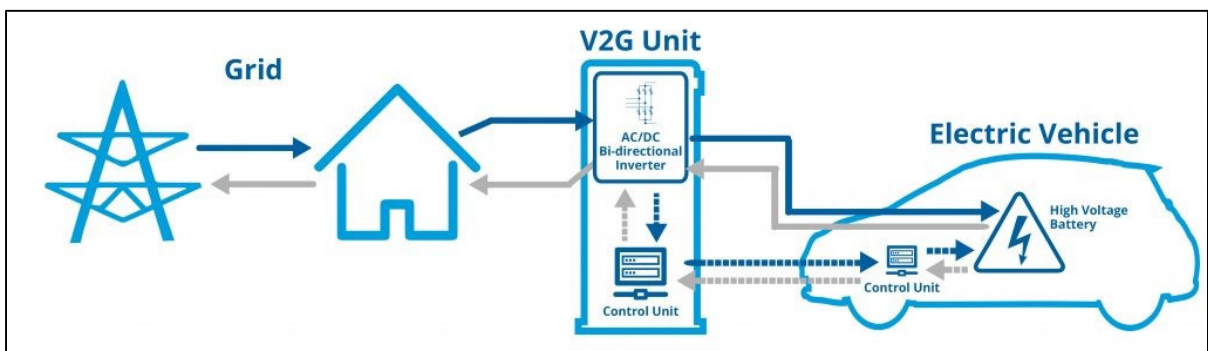 Grid
V2G Unit
AC/DC
Bi-directional
Inverter
Control Unit
Electric Vehicle
High Voltage
Battery
Control Unit